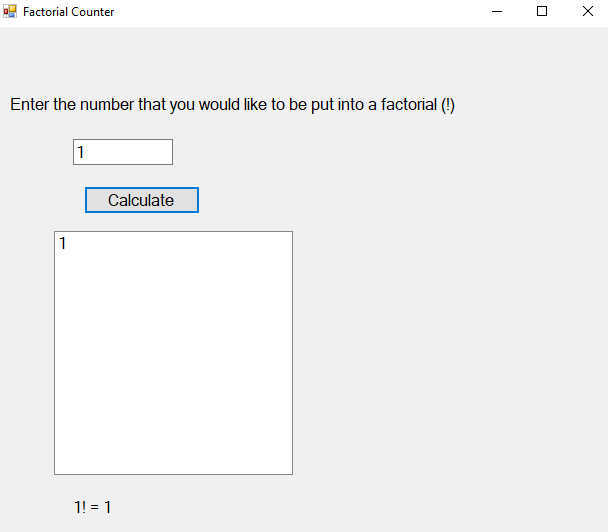 Factorial Counter
Enter the number that you would like to be put into a factorial (!)
1
Calculate
1
1! = 1